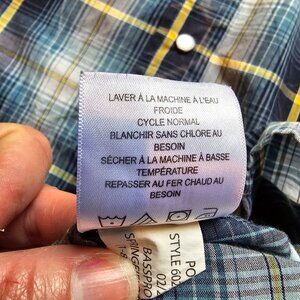 LAVER À LA MACHINE À L'EAU
FROIDE
CYCLE NORMAL
BLANCHIR SANS CHLORE AU
BESOIN
SÉCHER À LA MACHINE À BASSE
TEMPÉRATURE
REPASSER AU FER CHAUD AU
BESOIN
STYLE 602
BASSPRO